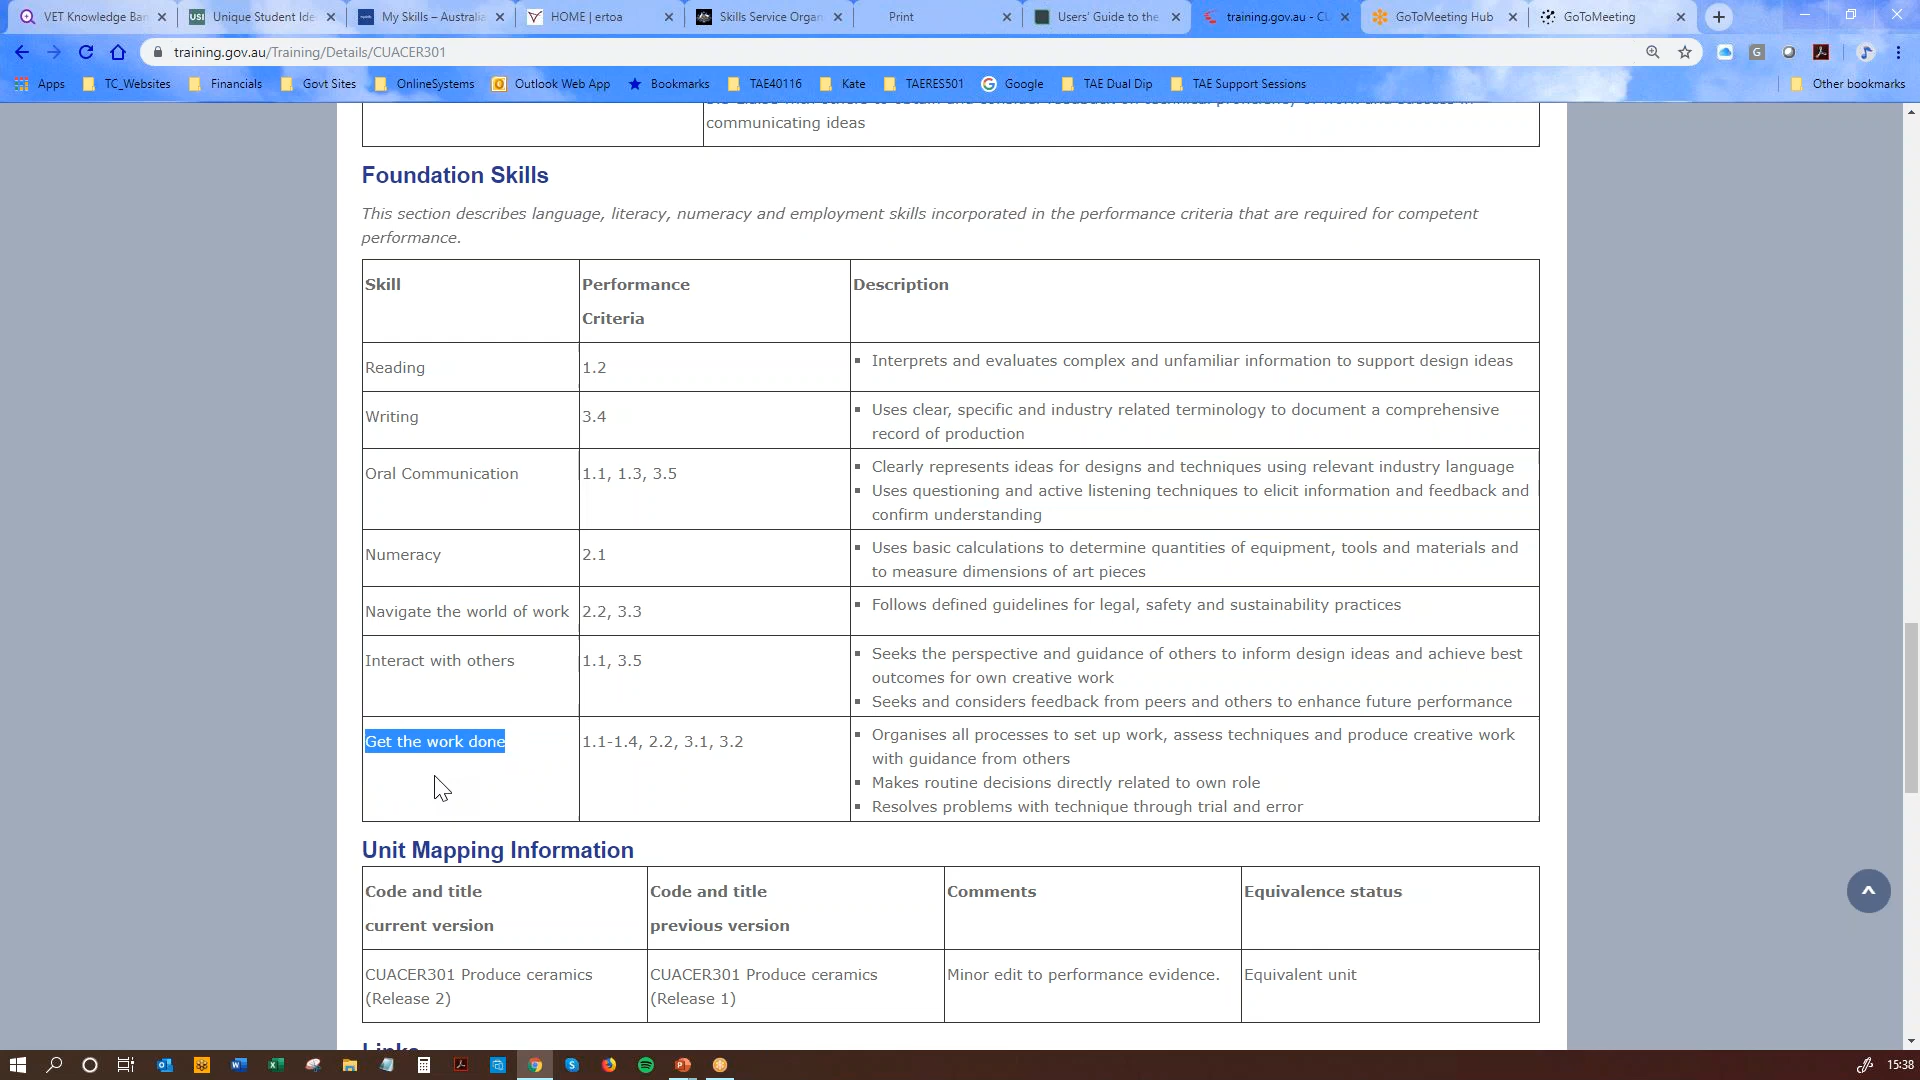 VET Knowledge Ban
Unique Student Ide
My Skills – Australia
HOME | ertoa
Skills Service Organ
Print
Users' Guide to the
training.gov.au - CU
GoToMeeting Hub
GoToMeeting
training.gov.au/Training/Details/CUACER301
Apps
TC_Websites
Financials
Govt Sites
OnlineSystems
Outlook Web App
Bookmarks
TAE40116
Kate
TAERES501
Google
TAE Dual Dip
TAE Support Sessions
Other bookmarks
communicating ideas
Foundation Skills
This section describes language, literacy, numeracy and employment skills incorporated in the performance criteria that are required for competent
performance.
Skill
Performance
Criteria
Description
Reading
1.2
▪ Interprets and evaluates complex and unfamiliar information to support design ideas
Writing
3.4
▪ Uses clear, specific and industry related terminology to document a comprehensive
record of production
Oral Communication
1.1, 1.3, 3.5
▪ Clearly represents ideas for designs and techniques using relevant industry language
▪ Uses questioning and active listening techniques to elicit information and feedback and
confirm understanding
Numeracy
2.1
▪ Uses basic calculations to determine quantities of equipment, tools and materials and
to measure dimensions of art pieces
Navigate the world of work
2.2, 3.3
▪ Follows defined guidelines for legal, safety and sustainability practices
Interact with others
1.1, 3.5
▪ Seeks the perspective and guidance of others to inform design ideas and achieve best
outcomes for own creative work
▪ Seeks and considers feedback from peers and others to enhance future performance
Get the work done
1.1-1.4, 2.2, 3.1, 3.2
▪ Organises all processes to set up work, assess techniques and produce creative work
with guidance from others
▪ Makes routine decisions directly related to own role
▪ Resolves problems with technique through trial and error
Unit Mapping Information
Code and title
current version
Code and title
previous version
Comments
Equivalence status
CUACER301 Produce ceramics
(Release 2)
CUACER301 Produce ceramics
(Release 1)
Minor edit to performance evidence.
Equivalent unit
Links
15:38